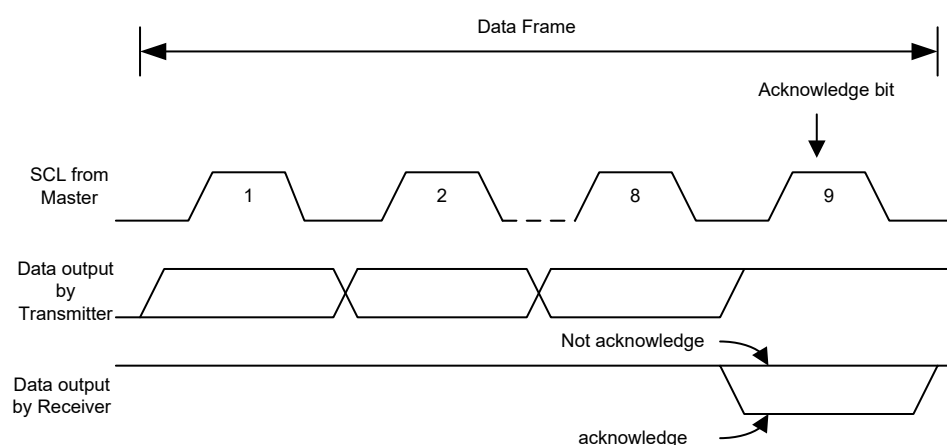 Data Frame
Acknowledge bit
SCL from
Master
1
2
8
9
Data output
by
Transmitter
Not acknowledge
Data output
by Receiver
acknowledge